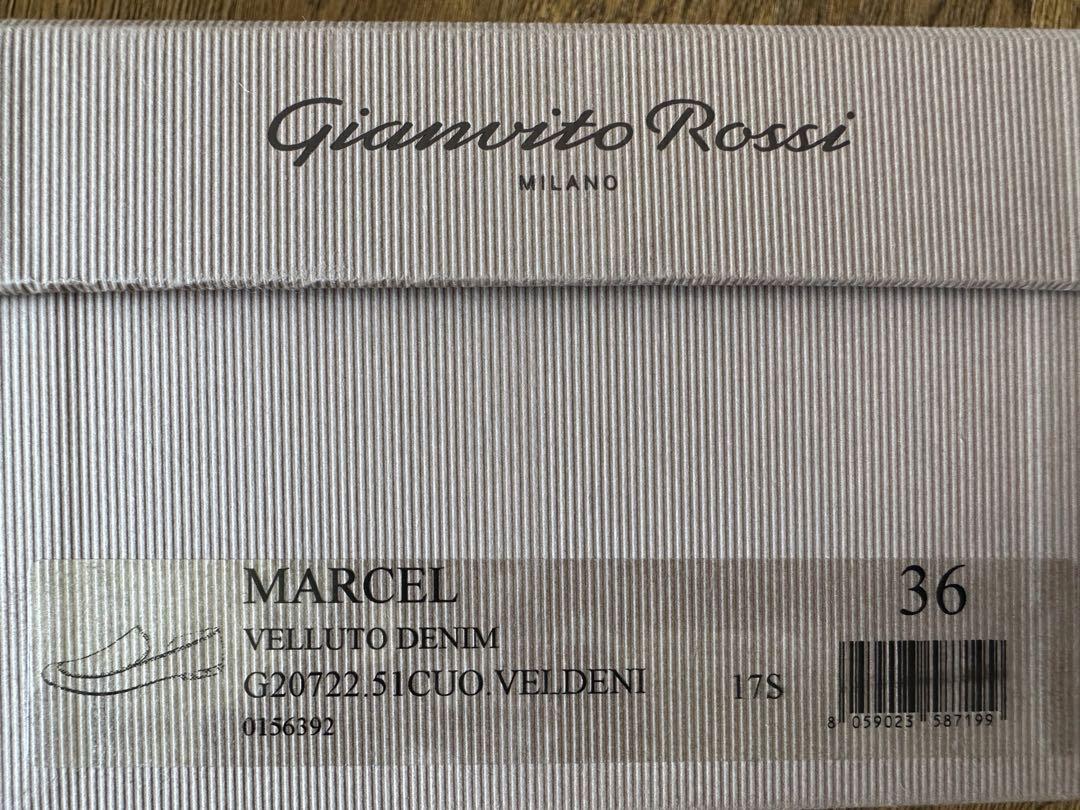 Gianvito Rossi
MILANO
MARCEL
36
VELLUTO DENIM
G20722.51CUO.VELDENI
17S
0156392
8 059023 587199